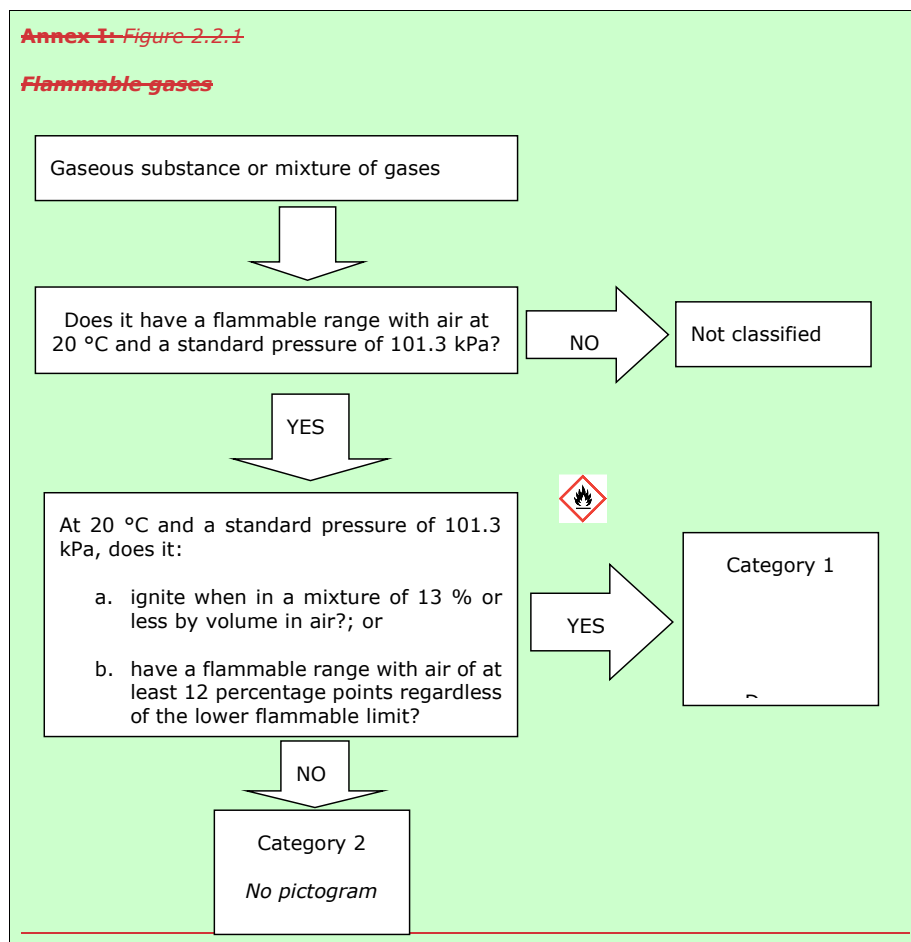 Annex I: Figure 2.2.1
Flammable gases
Gaseous substance or mixture of gases
Does it have a flammable range with air at
20 °C and a standard pressure of 101.3 kPa?
NO
Not classified
YES
At 20 °C and a standard pressure of 101.3
kPa, does it:
a. ignite when in a mixture of 13 % or
less by volume in air?; or
b. have a flammable range with air of at
least 12 percentage points regardless
of the lower flammable limit?
YES
Category 1
NO
Category 2
No pictogram